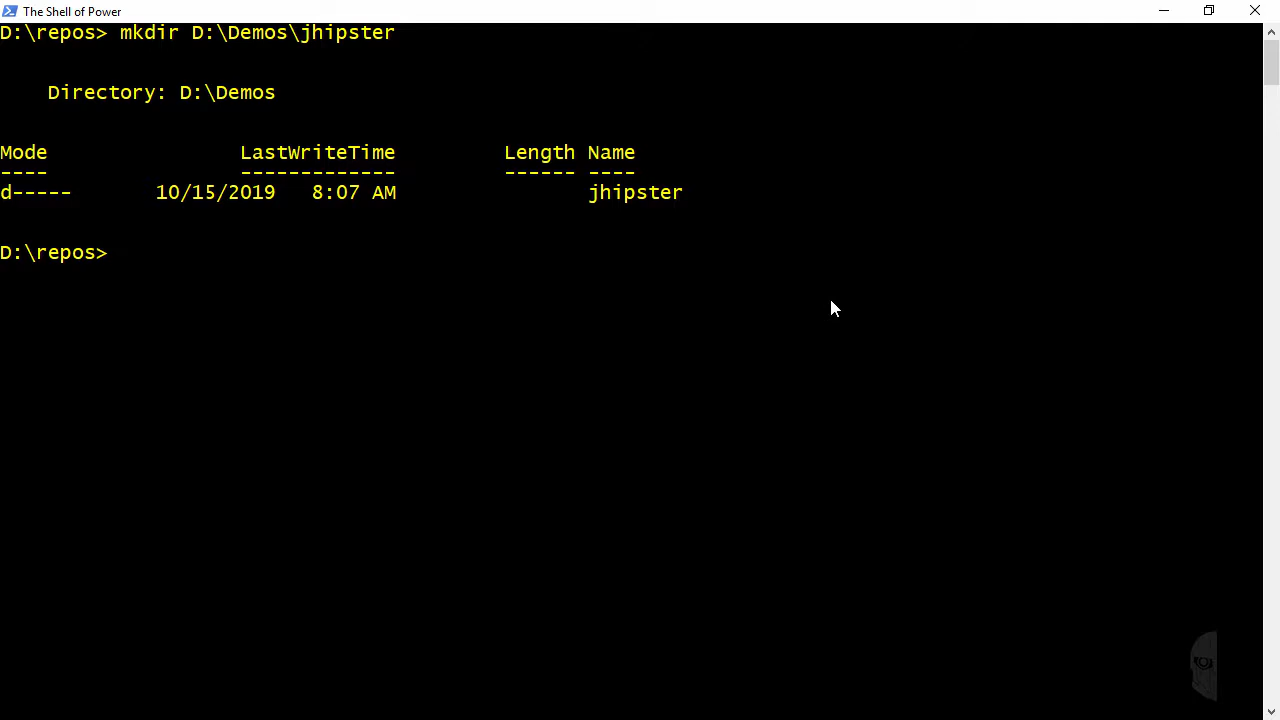 The Shell of Power
D:\repos> mkdir D:\Demos\jhipster
Directory: D:\Demos
Mode LastWriteTime Length Name
---- ------------- ------ ----
d----- 10/15/2019 8:07 AM jhipster
D:\repos>